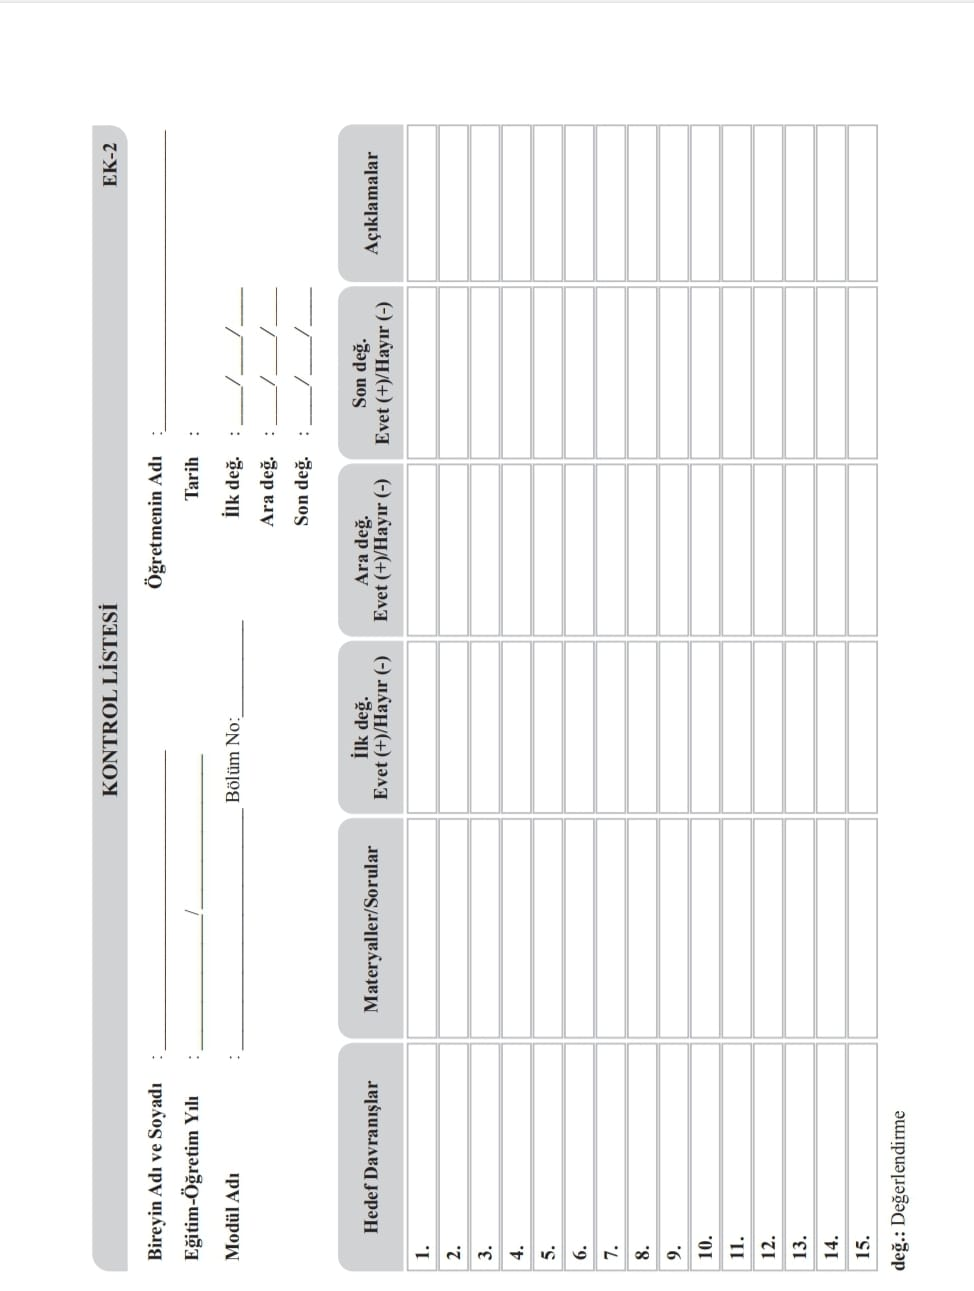 KONTROL LİSTESİ EK-2
Bireyin Adı ve Soyadı : Öğretmenin Adı :
Eğitim-Öğretim Yılı : / Tarih :
Modül Adı : Bölüm No: İlk değ. : / /
Ara değ. : / /
Son değ. : / /
Hedef Davranışlar Materyaller/Sorular İlk değ. Evet (+)/Hayır (-) Ara değ. Evet (+)/Hayır (-) Son değ. Evet (+)/Hayır (-) Açıklamalar
1.
2.
3.
4.
5.
6.
7.
8.
9.
10.
11.
12.
13.
14.
15.
değ.: Değerlendirme